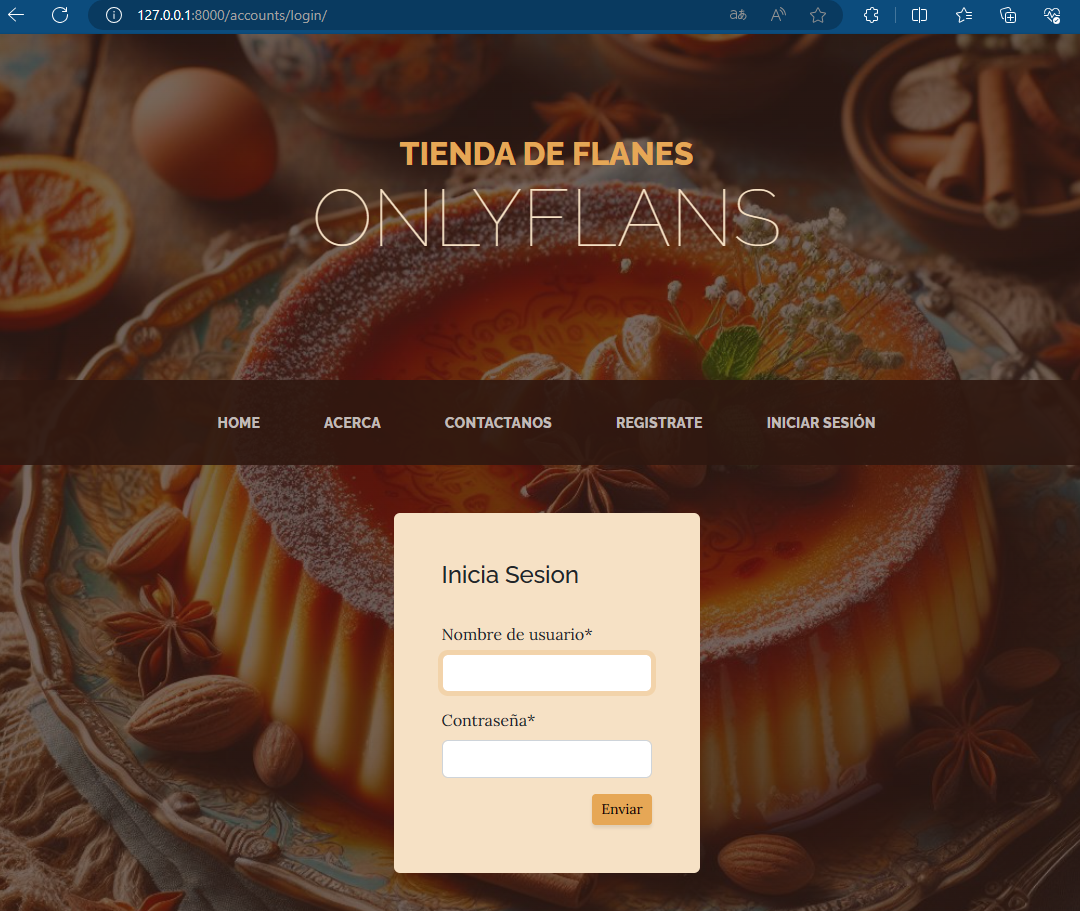 127.0.0.1:8000/accounts/login/
TIENDA DE FLANES
ONLYFLANS
HOME ACERCA CONTACTANOS REGISTRATE INICIAR SESIÓN
Inicia Sesion
Nombre de usuario*
Contraseña*
Enviar